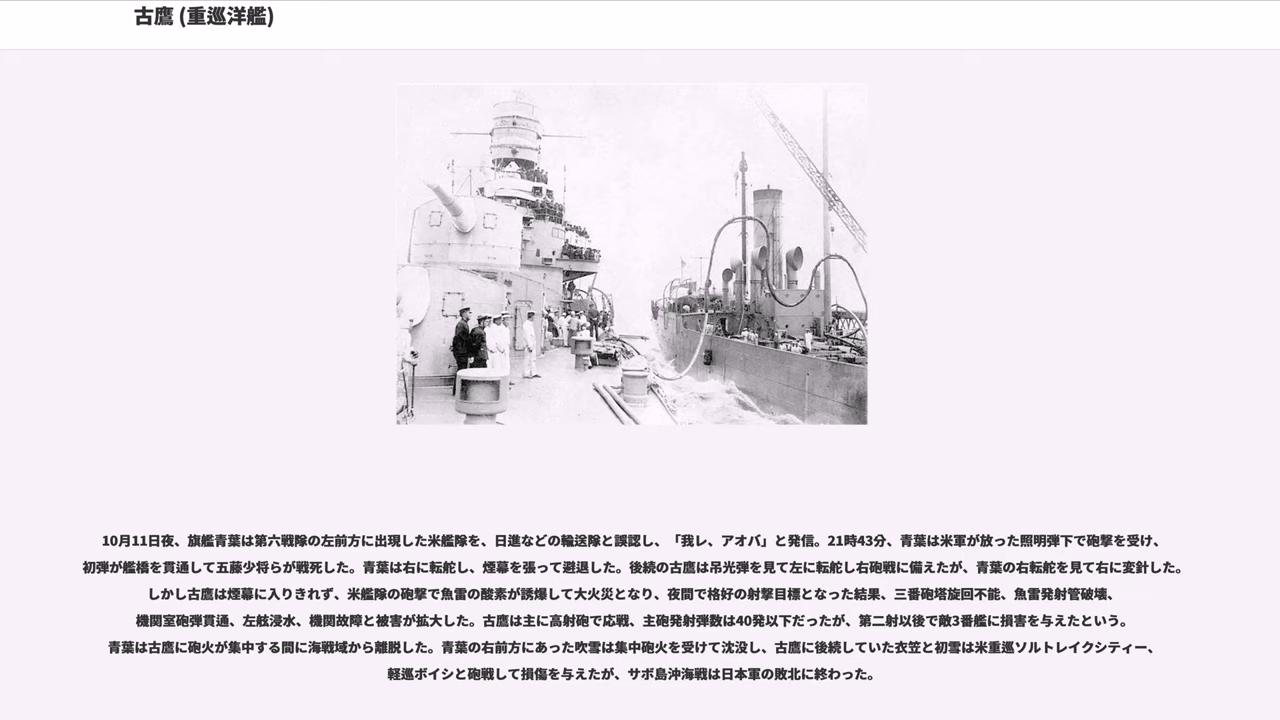 古鷹 (重巡洋艦)
10月11日夜、旗艦青葉は第六戦隊の左前方に出現した米艦隊を、日進などの輸送隊と誤認し、「我レ、アオバ」と発信。21時43分、青葉は米軍が放った照明弾下で砲撃を受け、
初弾が艦橋を貫通して五藤少将らが戦死した。青葉は右に転舵し、煙幕を張って避退した。後続の古鷹は吊光弾を見て左に転舵し右砲戦に備えたが、青葉の右転舵を見て右に変針した。
しかし古鷹は煙幕に入りきれず、米艦隊の砲撃で魚雷の酸素が誘爆して大火災となり、夜間で格好の射撃目標となった結果、三番砲塔旋回不能、魚雷発射管破壊、
機関室砲弾貫通、左舷浸水、機関故障と被害が拡大した。古鷹は主に高射砲で応戦、主砲発射弾数は40発以下だったが、第二射以後で敵3番艦に損害を与えたという。
青葉は古鷹に砲火が集中する間に海戦域から離脱した。青葉の右前方にあった吹雪は集中砲火を受けて沈没し、古鷹に後続していた衣笠と初雪は米重巡ソルトレイクシティー、
軽巡ボイシと砲戦して損傷を与えたが、サボ島沖海戦は日本軍の敗北に終わった。